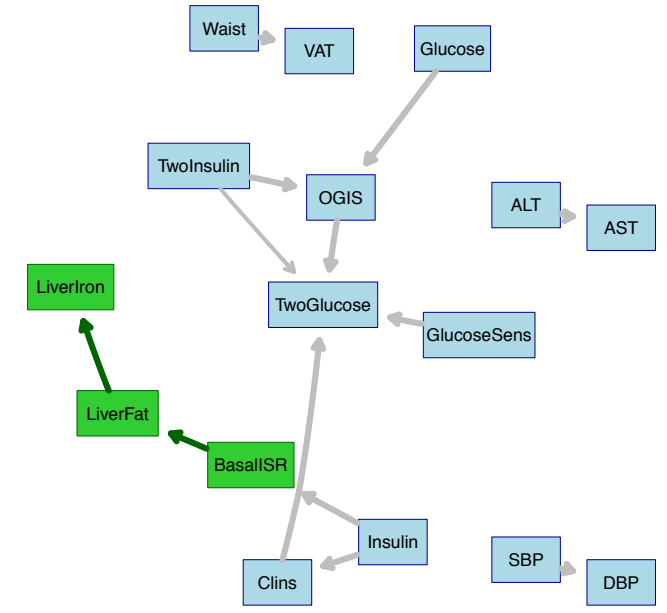 Waist
VAT
Glucose
TwoInsulin
OGIS
ALT
AST
LiverIron
TwoGlucose
GlucoseSens
LiverFat
BasalISR
Insulin
Clins
SBP
DBP